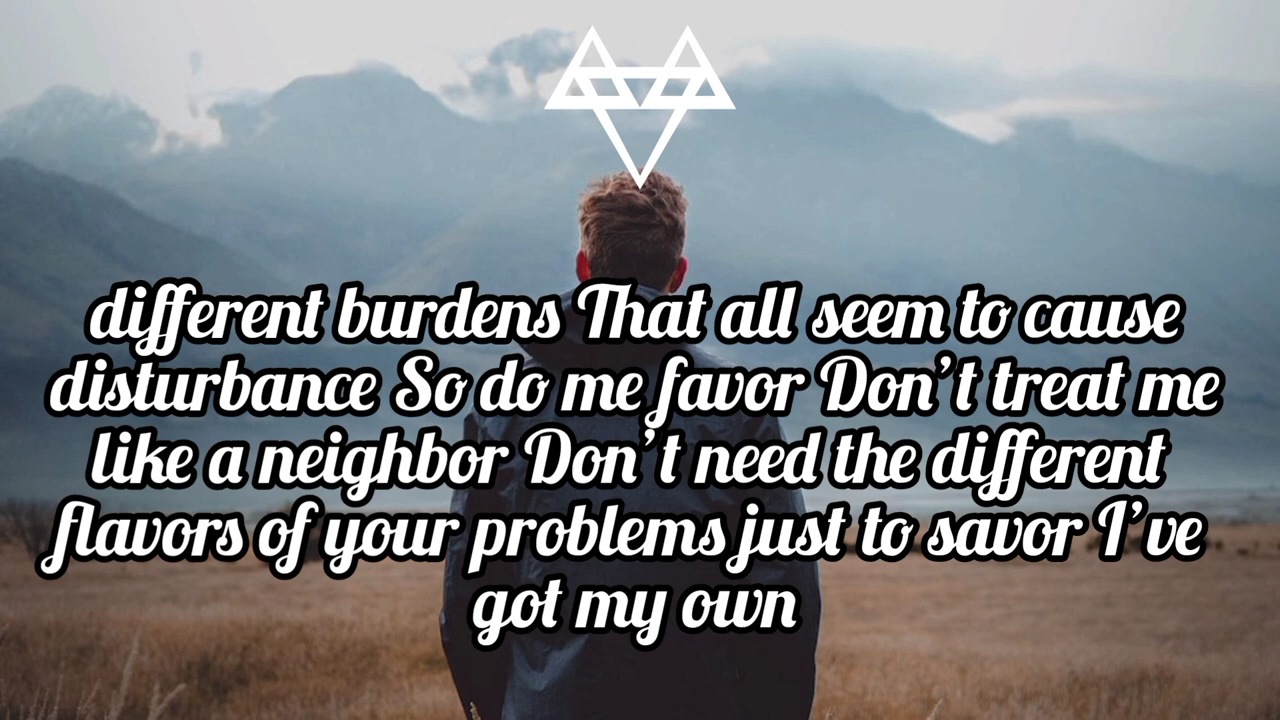 different burdens That all seem to cause
disturbance So do me favor Don’t treat me
like a neighbor Don’t need the different
flavors of your problems just to savor I’ve
got my own